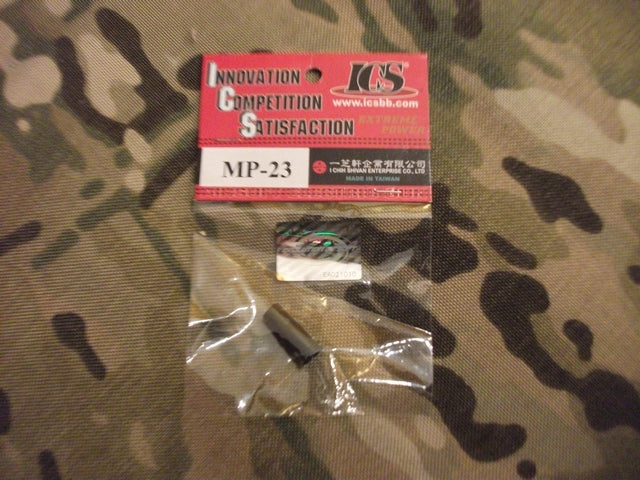 INNOVATION
COMPETITION
SATISFACTION
ICS®
www.icsbb.com
EXTREME
POWER
MP-23
一芝軒企業有限公司
I CHIH SHIVAN ENTERPRISE CO., LTD
MADE IN TAIWAN